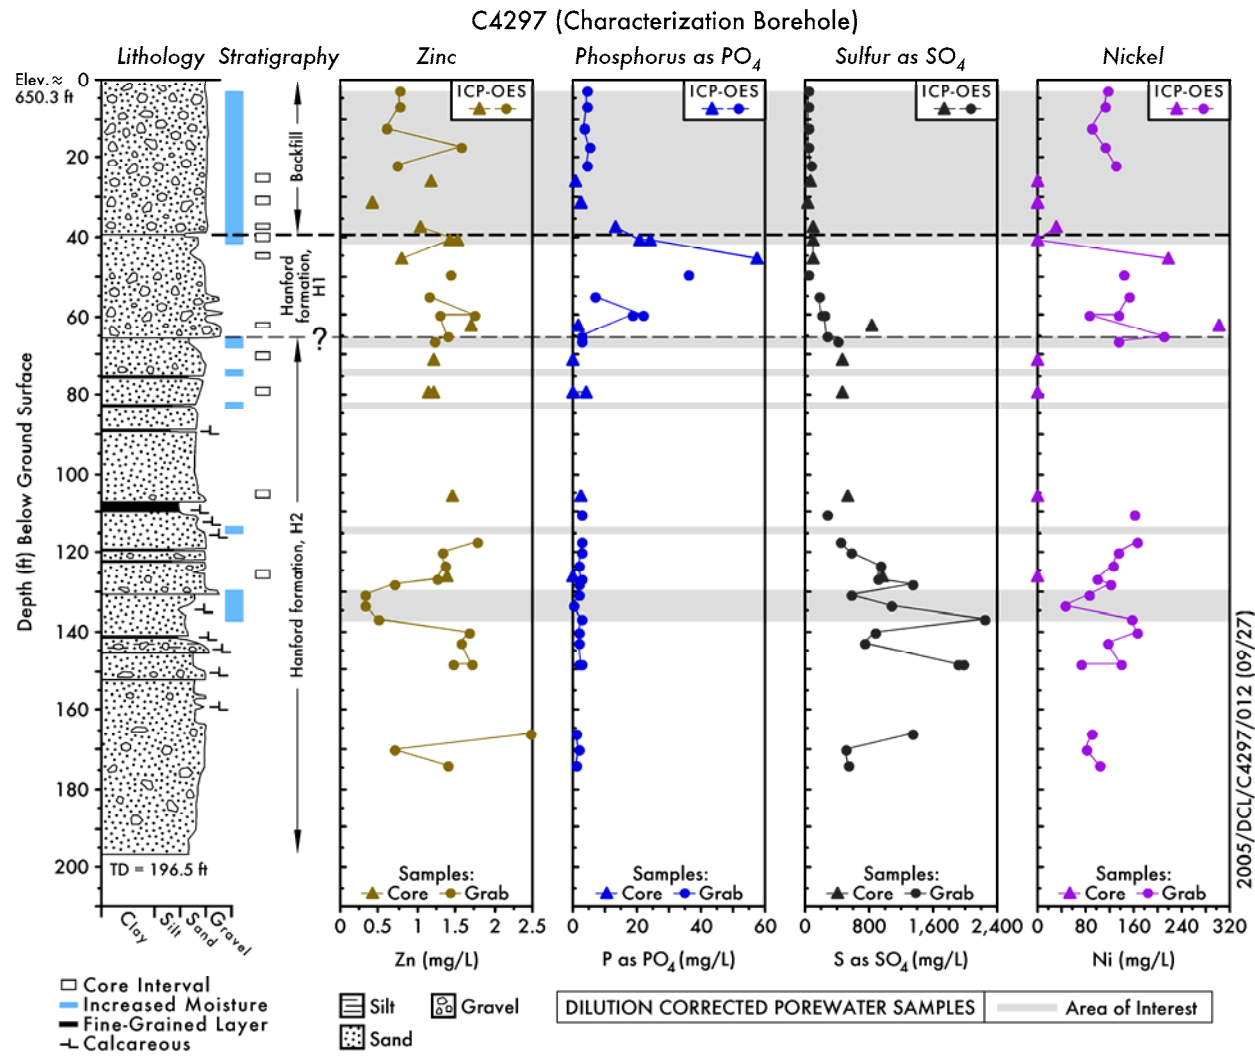 C4297 (Characterization Borehole)
Lithology Stratigraphy Zinc Phosphorus as PO4 Sulfur as SO4 Nickel
Elev. ≈
650.3 ft
0
20
40
60
80
100
120
140
160
180
200
Depth (ft) Below Ground Surface
Backfill
Hanford
formation,
H1
?
Hanford formation, H2
ICP-OES
ICP-OES
ICP-OES
ICP-OES
TD = 196.5 ft
Samples:
Core Grab
Samples:
Core Grab
Samples:
Core Grab
Samples:
Core Grab
Clay Silt Sand Gravel
0 0.5 1 1.5 2 2.5
0 20 40 60
0 800 1,600 2,400
0 80 160 240 320
Zn (mg/L) P as PO4 (mg/L) S as SO4 (mg/L) Ni (mg/L)
2005/DCL/C4297/012 (09/27)
Core Interval
Increased Moisture
Fine-Grained Layer
Calcareous
Silt Gravel
Sand
DILUTION CORRECTED POREWATER SAMPLES Area of Interest